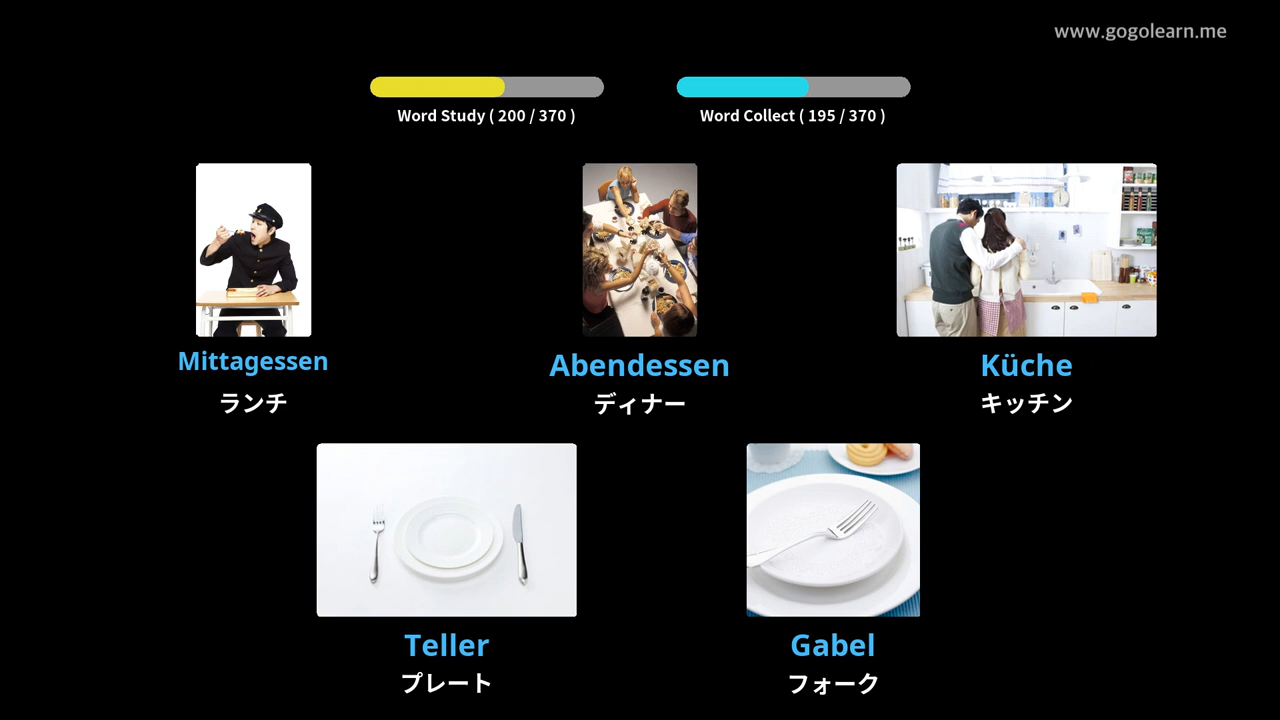 www.gogolearn.me
Word Study ( 200 / 370 )
Word Collect ( 195 / 370 )
Mittagessen
ランチ
Abendessen
ディナー
Küche
キッチン
Teller
プレート
Gabel
フォーク